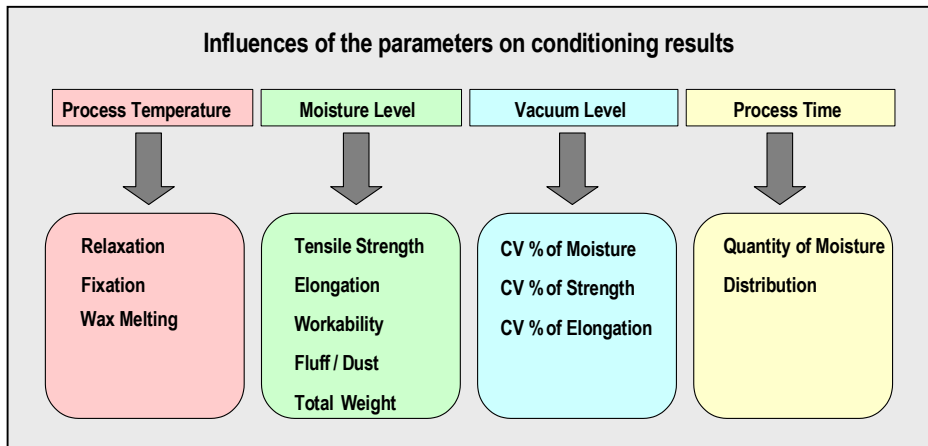 Influences of the parameters on conditioning results
Process Temperature
Moisture Level
Vacuum Level
Process Time
Relaxation
Fixation
Wax Melting
Tensile Strength
Elongation
Workability
Fluff / Dust
Total Weight
CV % of Moisture
CV % of Strength
CV % of Elongation
Quantity of Moisture
Distribution